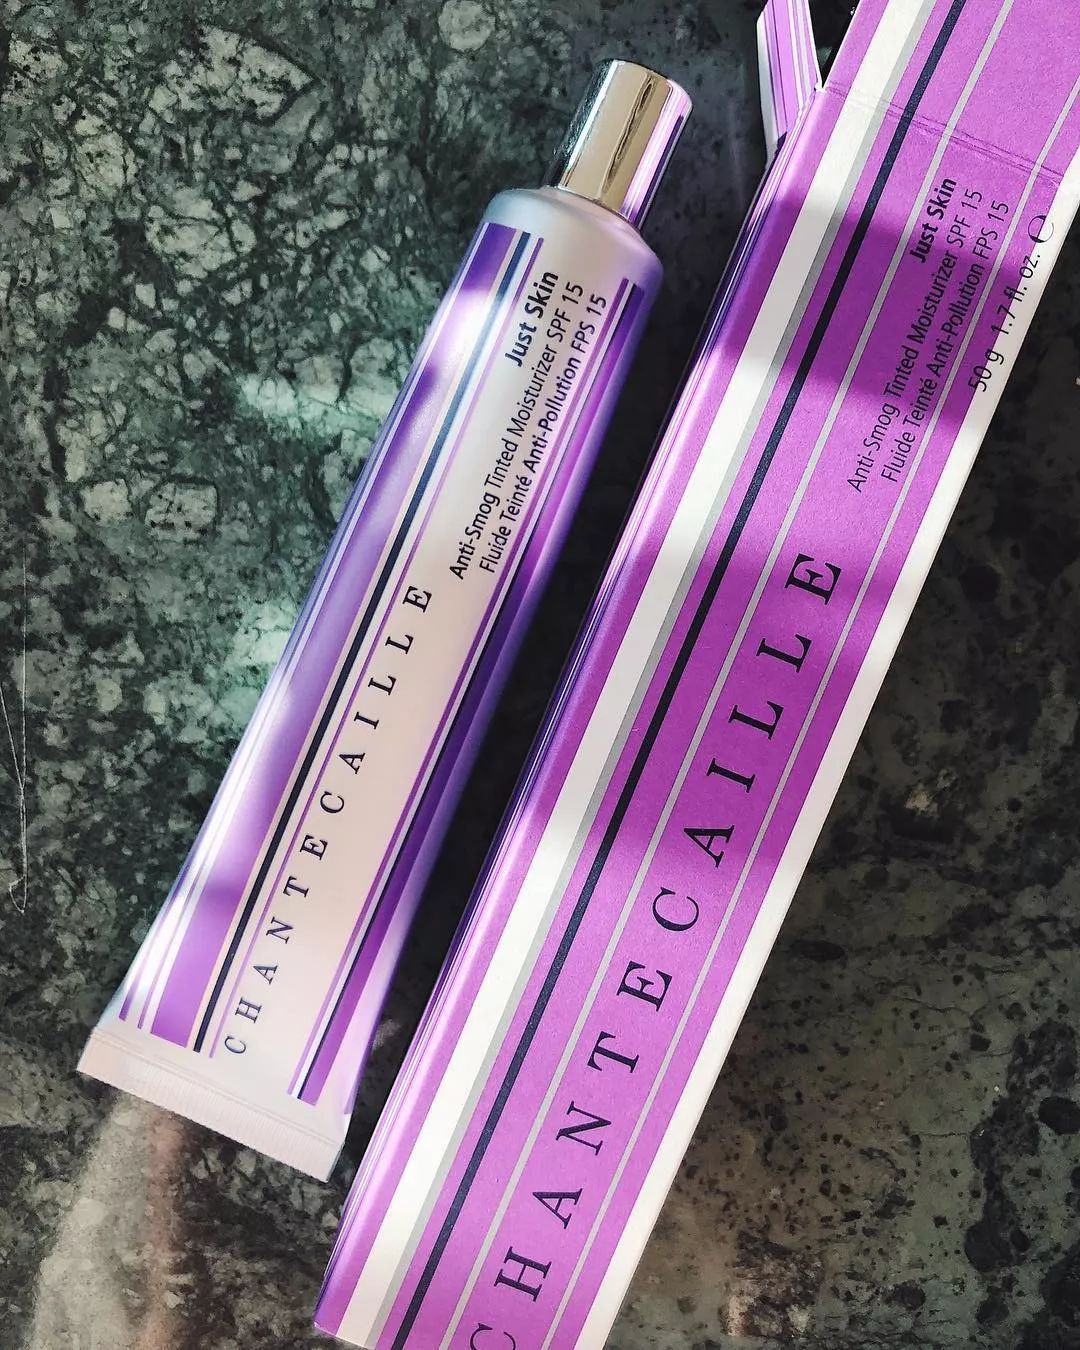 Just Skin
Anti-Smog Tinted Moisturizer SPF 15
Fluide Teinté Anti-Pollution FPS 15
CHANTECAILLE
Just Skin
Anti-Smog Tinted Moisturizer SPF 15
Fluide Teinté Anti-Pollution FPS 15
50 g 1.7 fl. oz. ℮
CHANTECAILLE